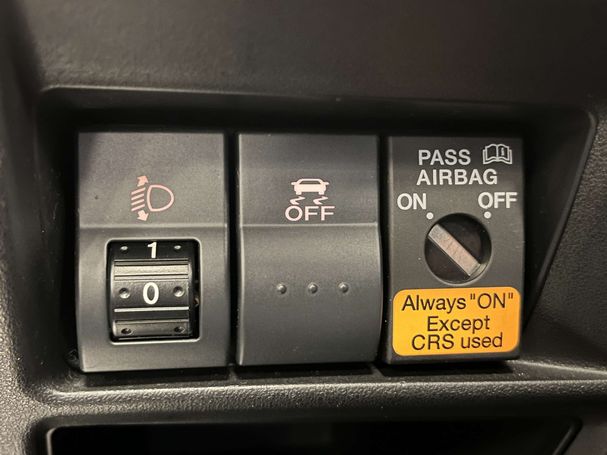 1
0
OFF
PASS
AIRBAG
ON OFF
Always "ON"
Except
CRS used